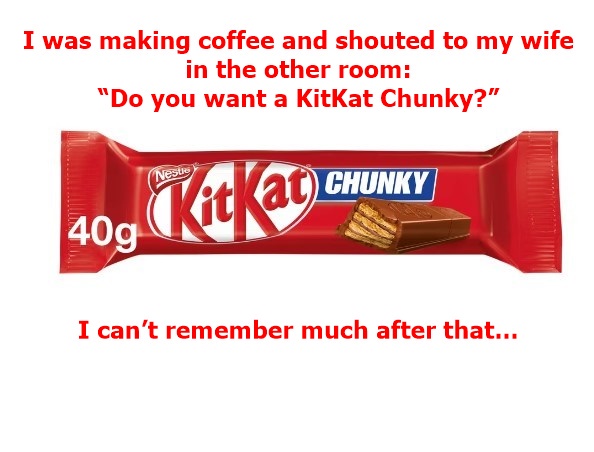 I was making coffee and shouted to my wife
in the other room:
“Do you want a KitKat Chunky?”
Nestlé
KitKat
CHUNKY
40g
I can’t remember much after that...